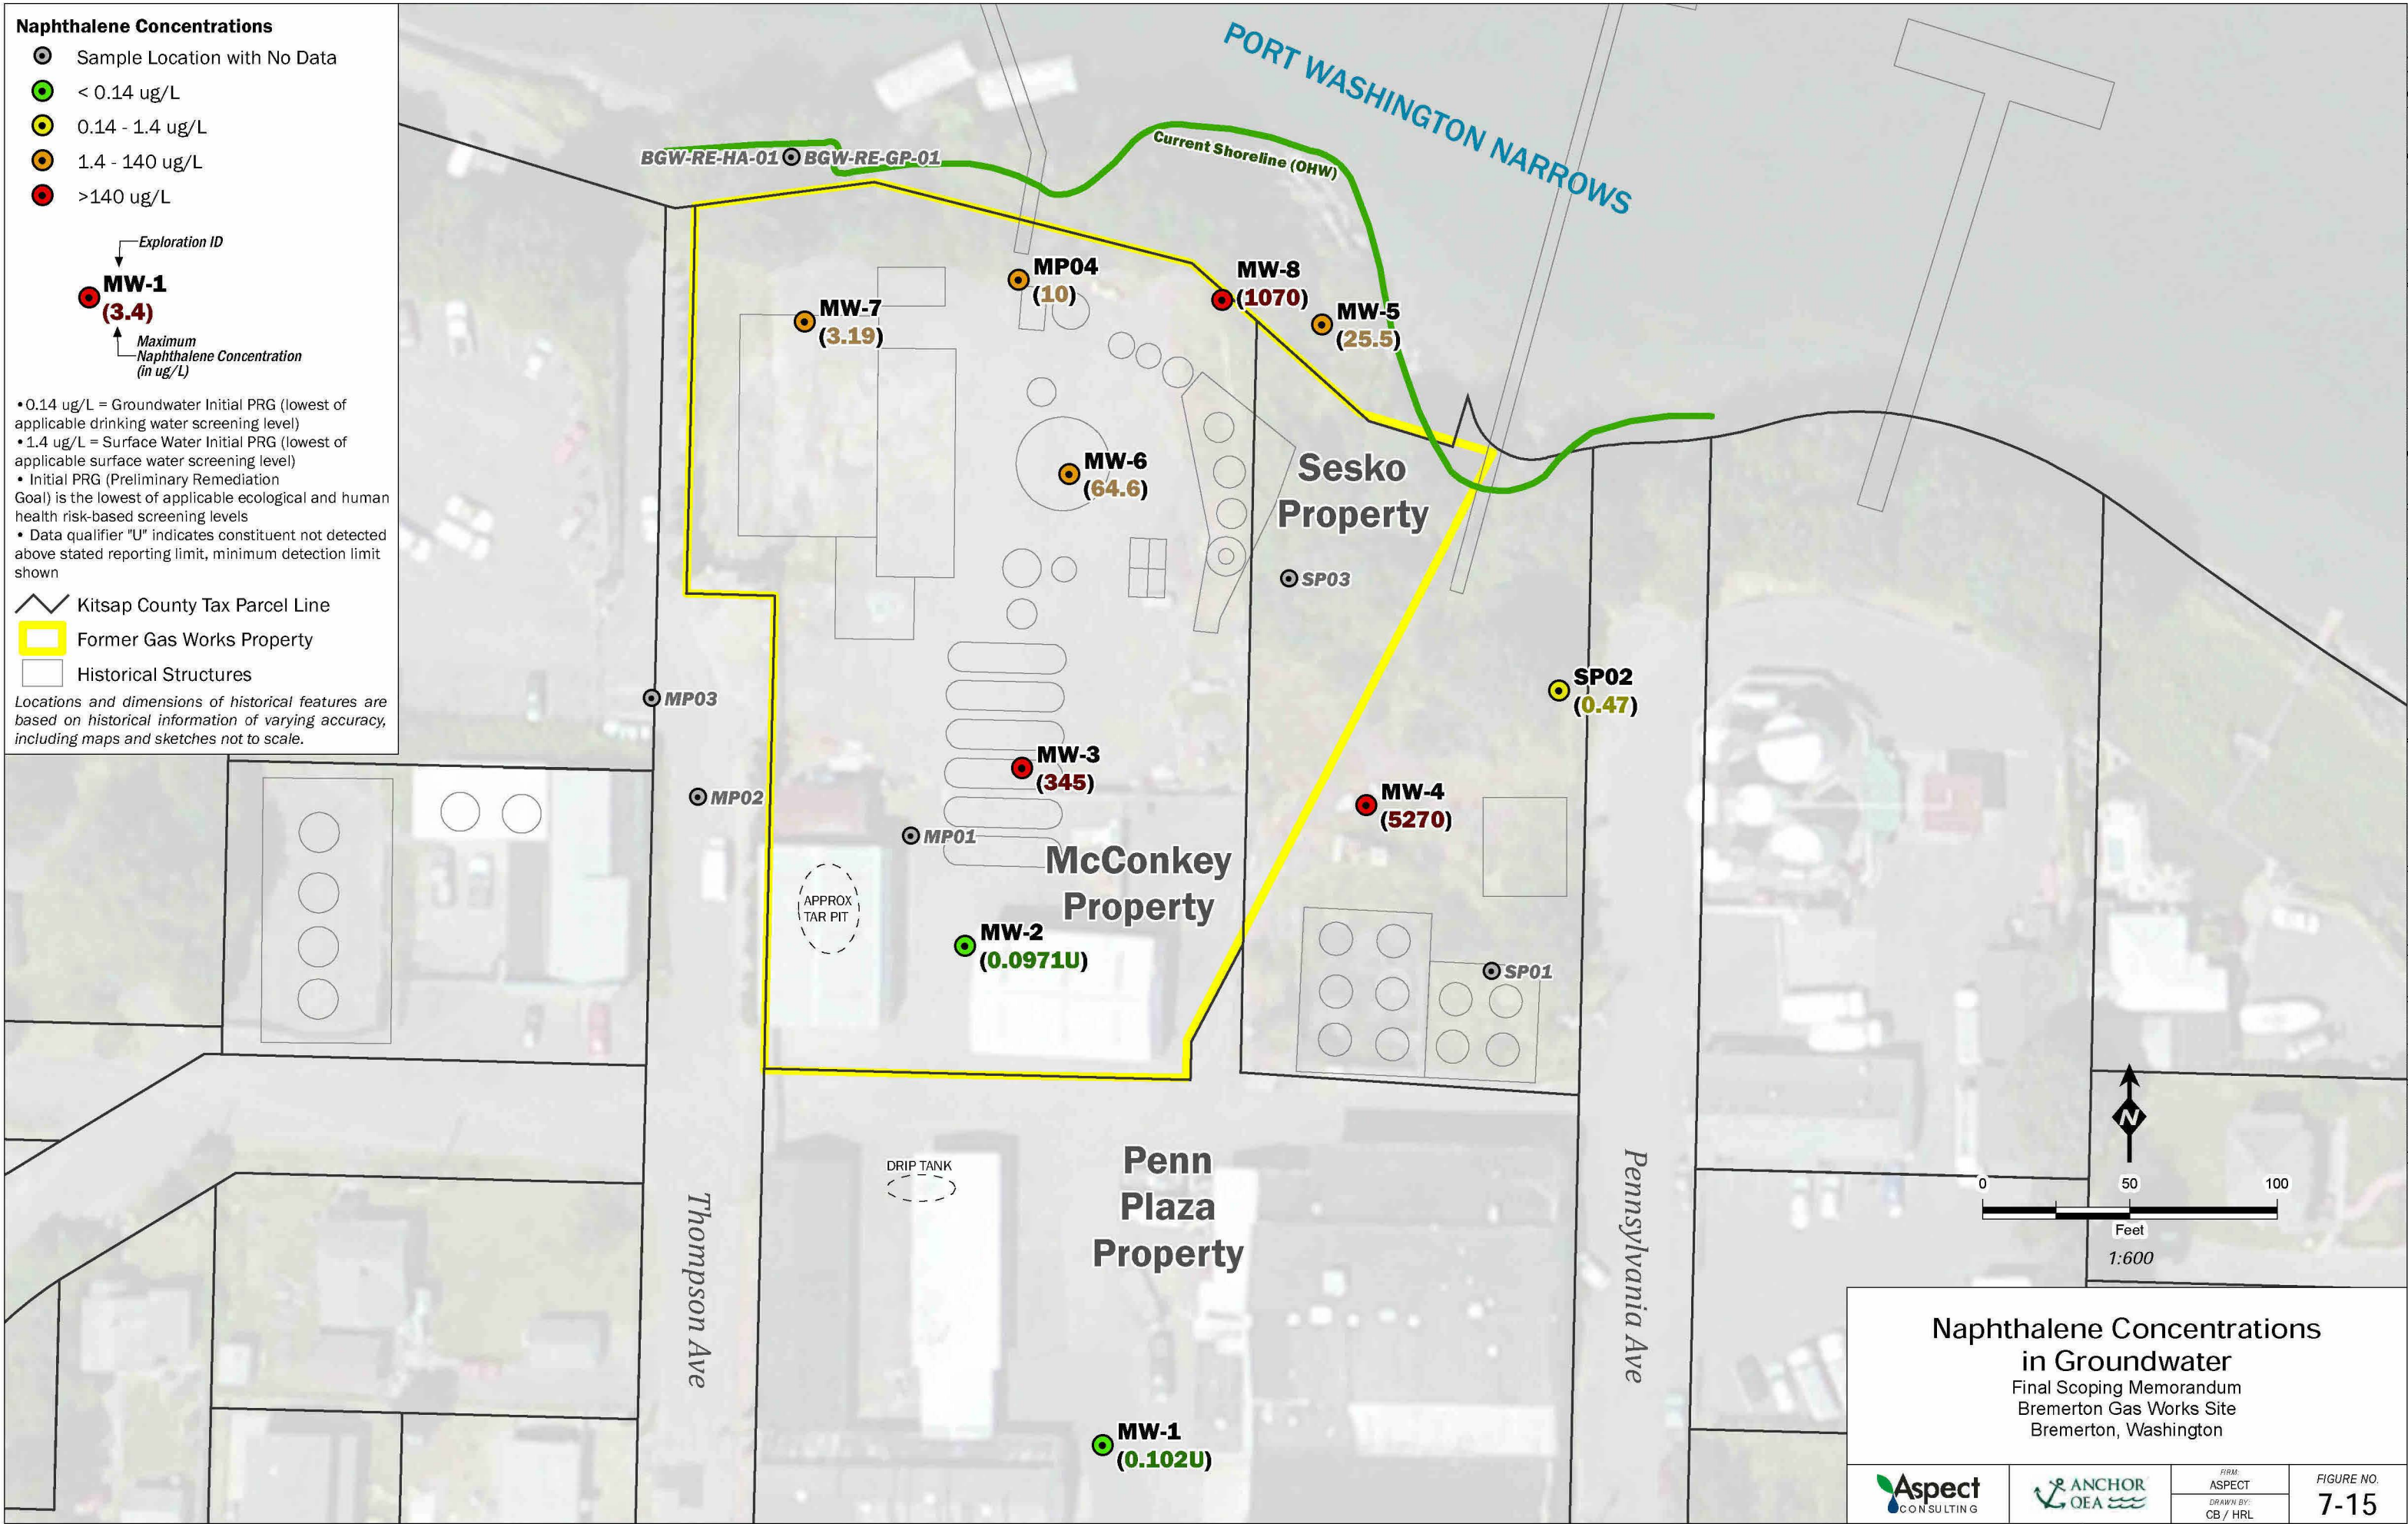 Naphthalene Concentrations
Sample Location with No Data
< 0.14 ug/L
0.14 - 1.4 ug/L
1.4 - 140 ug/L
>140 ug/L
Exploration ID
MW-1
(3.4)
Maximum
Naphthalene Concentration
(in ug/L)
•0.14 ug/L = Groundwater Initial PRG (lowest of
applicable drinking water screening level)
•1.4 ug/L = Surface Water Initial PRG (lowest of
applicable surface water screening level)
• Initial PRG (Preliminary Remediation
Goal) is the lowest of applicable ecological and human
health risk-based screening levels
• Data qualifier "U" indicates constituent not detected
above stated reporting limit, minimum detection limit
shown
Kitsap County Tax Parcel Line
Former Gas Works Property
Historical Structures
Locations and dimensions of historical features are
based on historical information of varying accuracy,
including maps and sketches not to scale.
PORT WASHINGTON NARROWS
Current Shoreline (OHW)
BGW-RE-HA-01
BGW-RE-GP-01
MP04
(10)
MW-8
(1070)
MW-7
(3.19)
MW-5
(25.5)
MW-6
(64.6)
Sesko
Property
SP03
SP02
(0.47)
MP03
MW-3
(345)
MP02
MW-4
(5270)
MP01
McConkey
Property
APPROX
TAR PIT
MW-2
(0.0971U)
SP01
DRIP TANK
Penn
Plaza
Property
Thompson Ave
Pennsylvania Ave
MW-1
(0.102U)
N
0 50 100
Feet
1:600
Naphthalene Concentrations
in Groundwater
Final Scoping Memorandum
Bremerton Gas Works Site
Bremerton, Washington
Aspect
CONSULTING
ANCHOR
QEA
FIRM:
ASPECT
DRAWN BY:
CB / HRL
FIGURE NO.
7-15